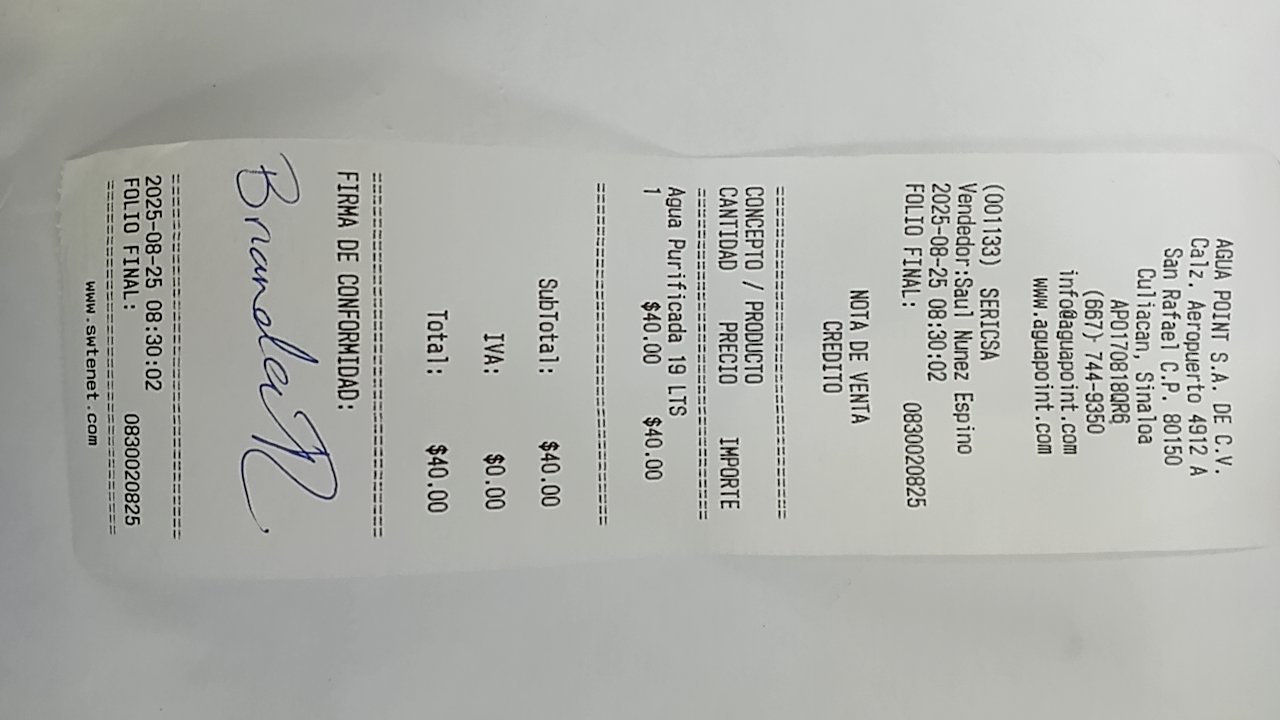 AGUA POINT S.A. DE C.V.
Calz. Aeropuerto 4912 A
San Rafael C.P. 80150
Culiacan, Sinaloa
APO170818QR6
(667) 744-9350
info@aguapoint.com
www.aguapoint.com
(001133) SERICSA
Vendedor:Saul Nunez Espino
2025-08-25 08:30:02
FOLIO FINAL: 0830020825
NOTA DE VENTA
CREDITO
==============================
CONCEPTO / PRODUCTO
CANTIDAD PRECIO IMPORTE
==============================
Agua Purificada 19 LTS
1 $40.00 $40.00
==============================
SubTotal: $40.00
IVA: $0.00
Total: $40.00
==============================
FIRMA DE CONFORMIDAD:
Brianda N.
==============================
2025-08-25 08:30:02
FOLIO FINAL: 0830020825
==============================
www.swtenet.com